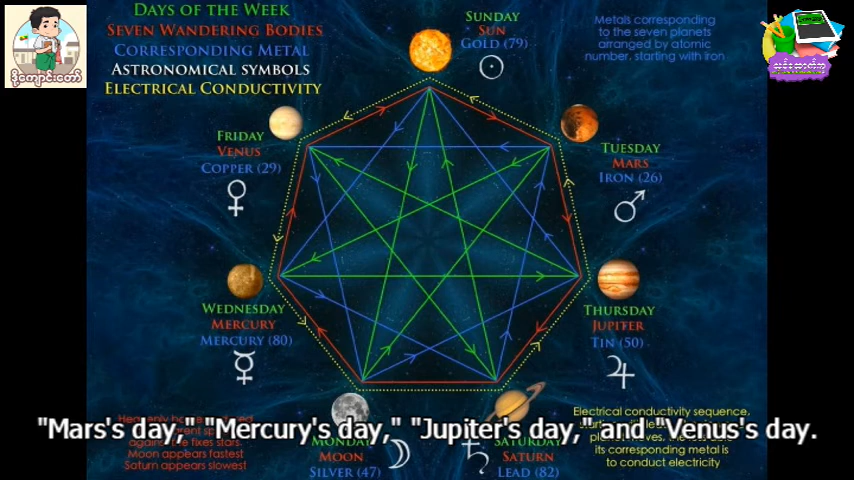 Days of the Week
Seven Wandering Bodies
Corresponding Metal
Astronomical symbols
Electrical Conductivity
Sunday
Sun
Gold (79)
Metals corresponding
to the seven planets
arranged by atomic
number, starting with iron
ဒို့ကျောင်းတော်
Friday
Venus
Copper (29)
Tuesday
Mars
Iron (26)
Wednesday
Mercury
Mercury (80)
Thursday
Jupiter
Tin (50)
Electrical conductivity sequence,
its corresponding metal is
to conduct electricity
Moon appears fastest
Saturn appears slowest
"Mars's day," "Mercury's day," "Jupiter's day," and "Venus's day.
Monday
Moon
Silver (47)
Saturday
Saturn
Lead (82)